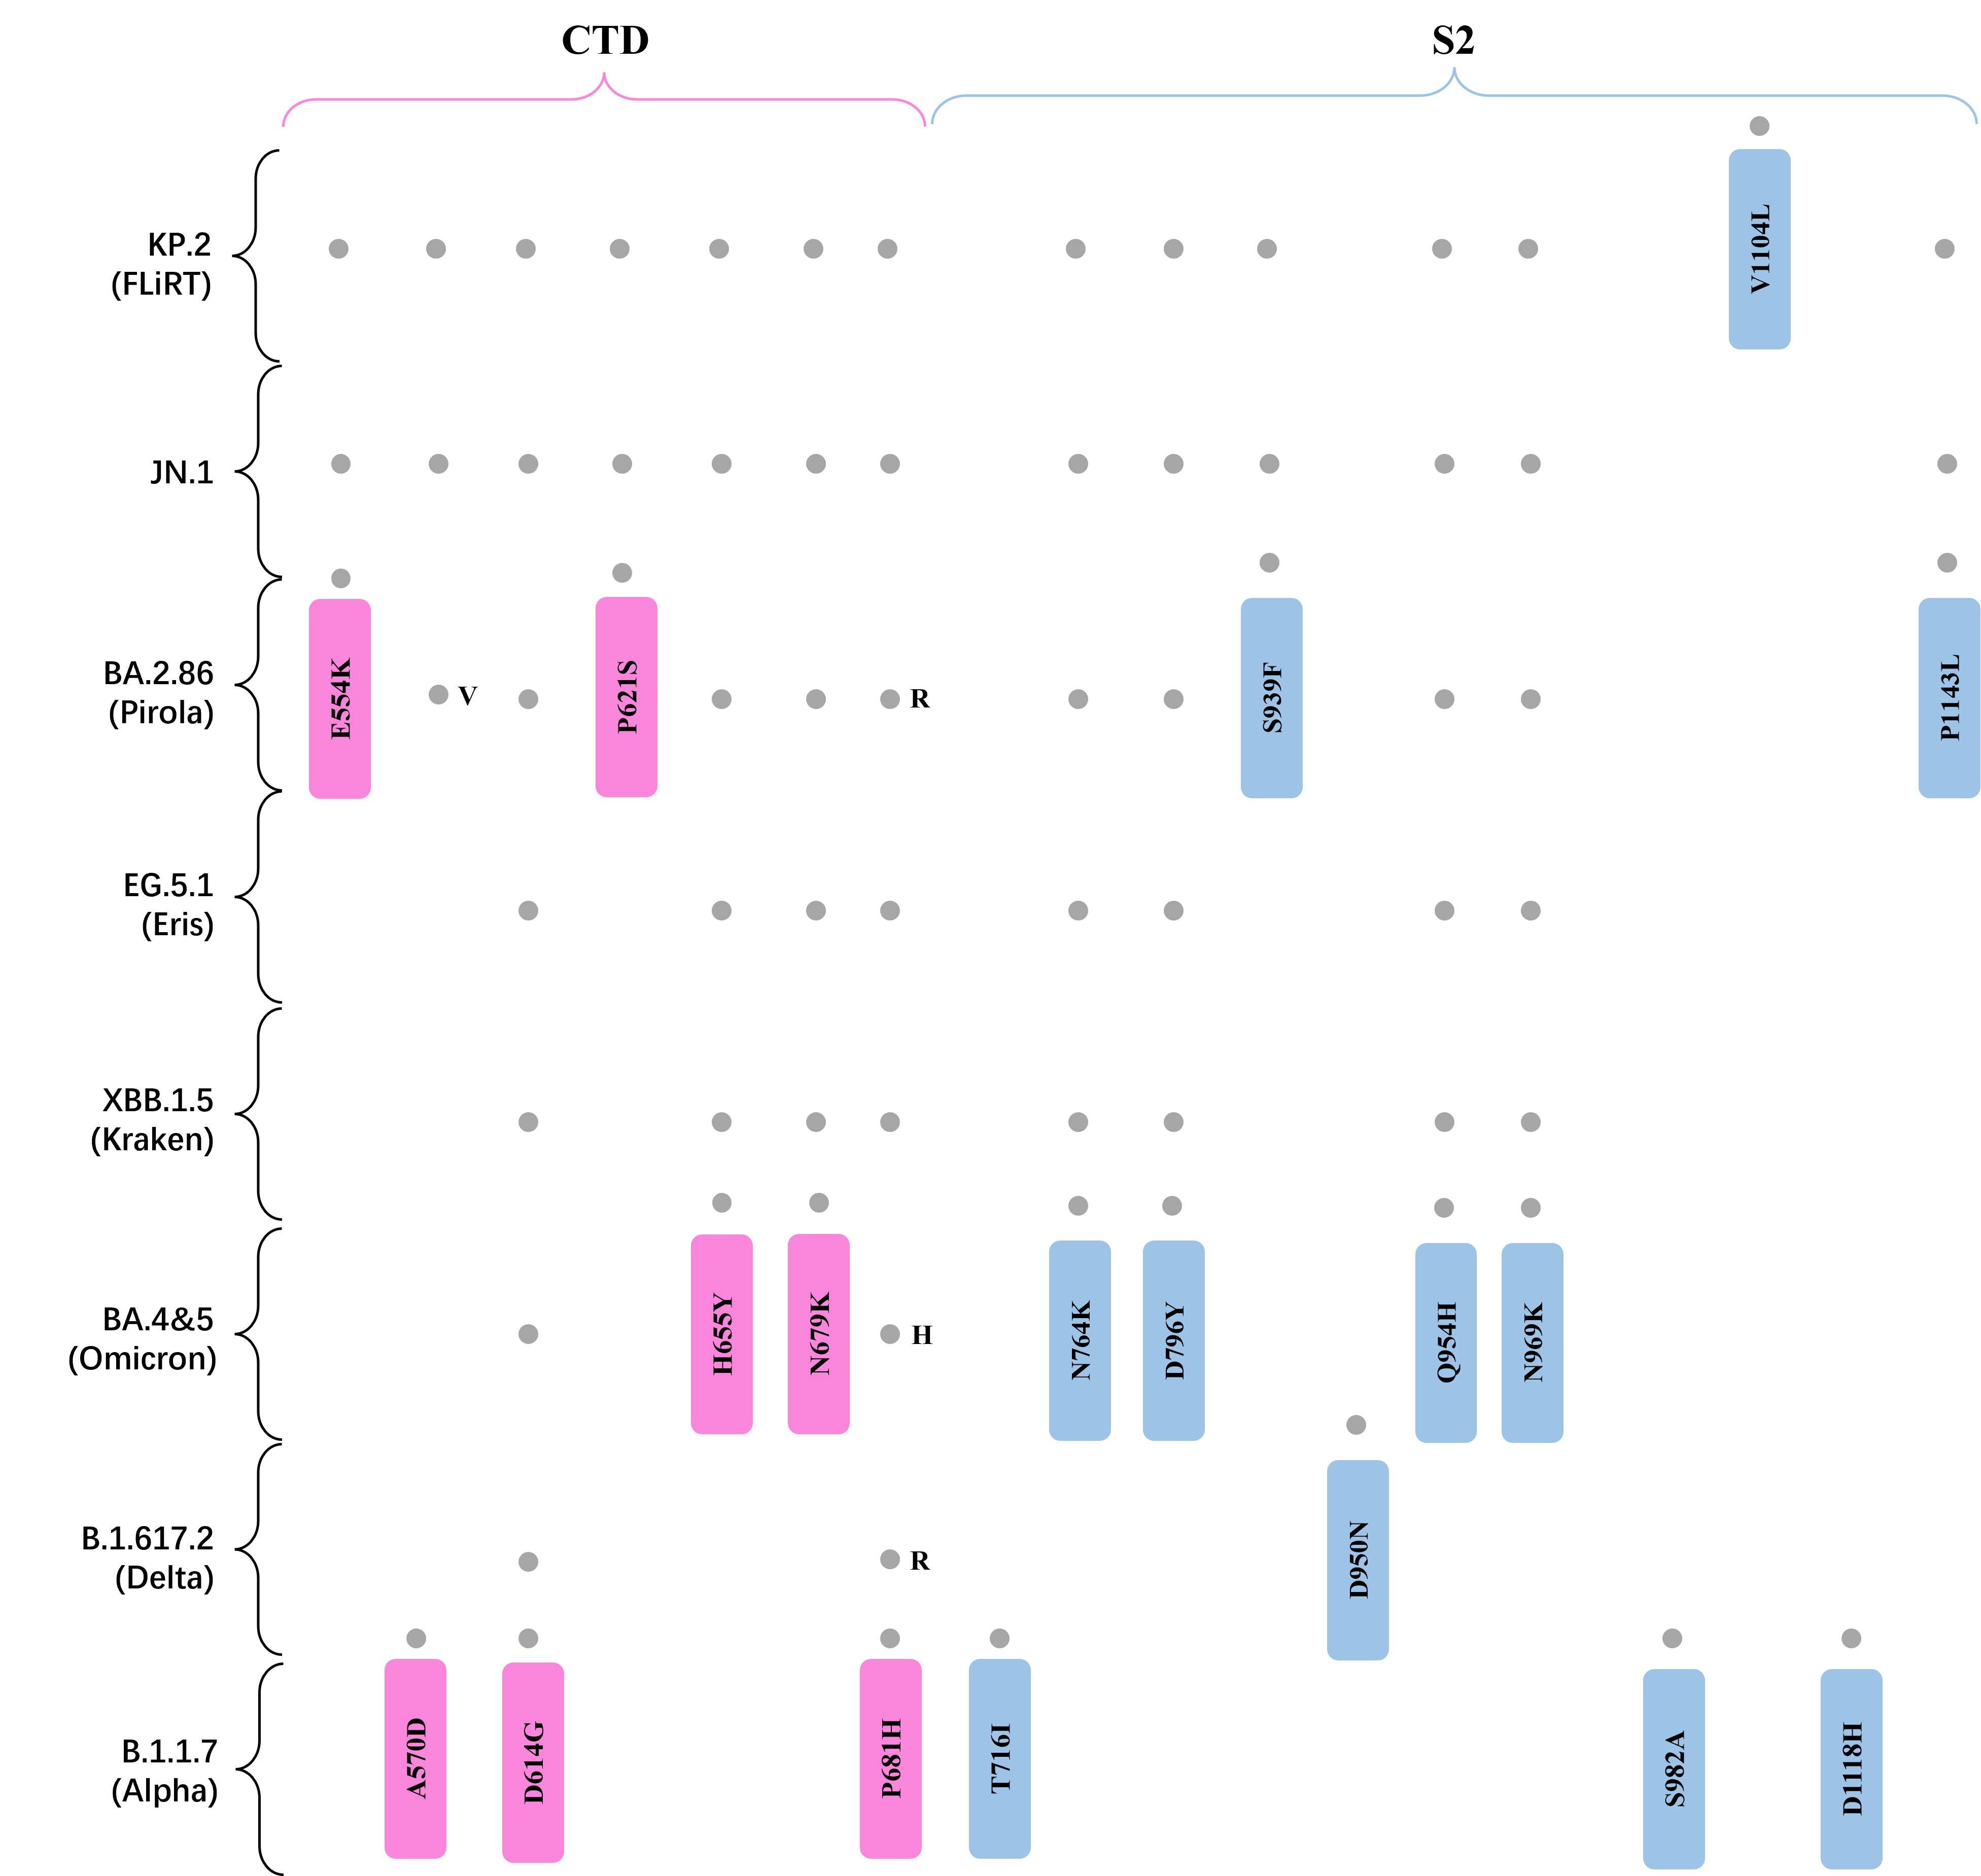 CTD
S2
KP.2
(FLiRT)
V1104L
JN.1
BA.2.86
(Pirola)
E554K
V
P621S
R
S939F
P1143L
EG.5.1
(Eris)
XBB.1.5
(Kraken)
BA.4&5
(Omicron)
H655Y
N679K
H
N764K
D796Y
Q954H
N969K
B.1.617.2
(Delta)
R
D950N
B.1.1.7
(Alpha)
A570D
D614G
P681H
T716I
S982A
D1118H